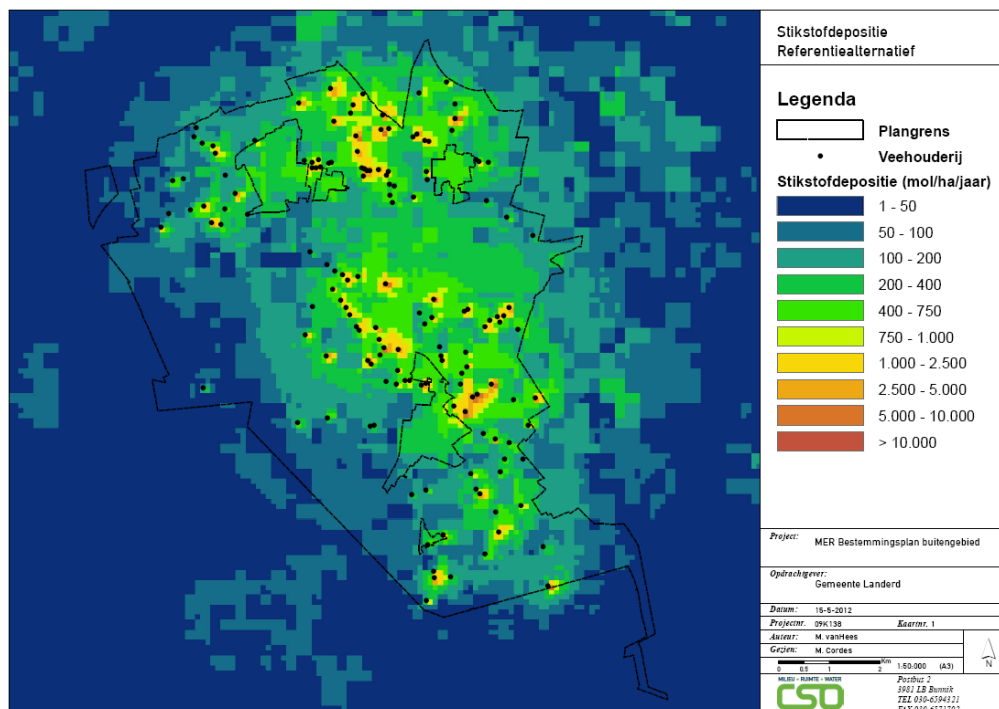 Stikstofdepositie
Referentiealternatief
Legenda
Plangrens
Veehouderij
Stikstofdepositie (mol/ha/jaar)
1 - 50
50 - 100
100 - 200
200 - 400
400 - 750
750 - 1.000
1.000 - 2.500
2.500 - 5.000
5.000 - 10.000
> 10.000
Project: MER Bestemmingsplan buitengebied
Opdrachtgever:
Gemeente Landerd
Datum: 15-5-2012
Projectnr. 09K138 Kaartnr. 1
Auteur: M. vanHees
Gezien: M. Cordes
Km
0 0.5 1 2 1:50.000 (A3)
N
MILIEU • RUIMTE • WATER
CSO
Postbus 2
3981 LB Bunnik
TEL 030-6594321